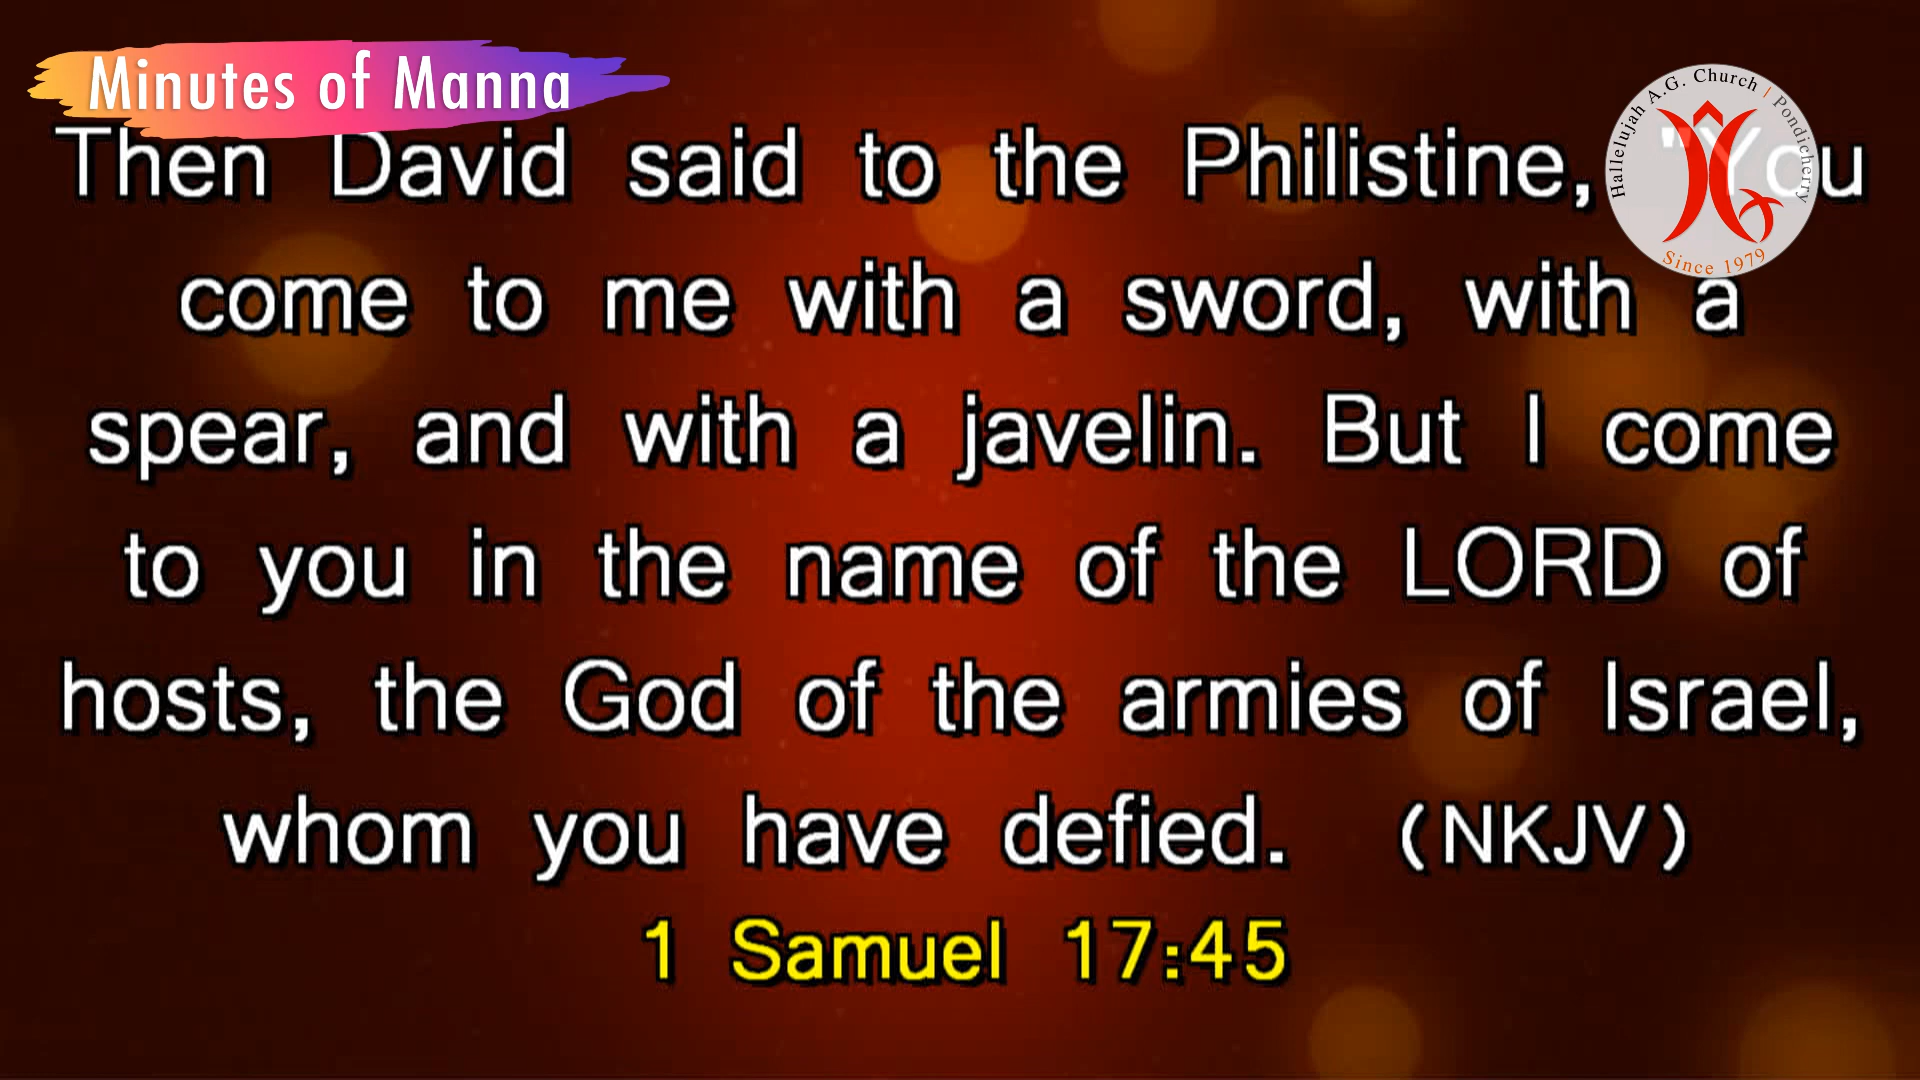 Minutes of Manna
Hallelujah A.G. Church | Pondicherry
Since 1979
Then David said to the Philistine, "You
come to me with a sword, with a
spear, and with a javelin. But I come
to you in the name of the LORD of
hosts, the God of the armies of Israel,
whom you have defied. (NKJV)
1 Samuel 17:45